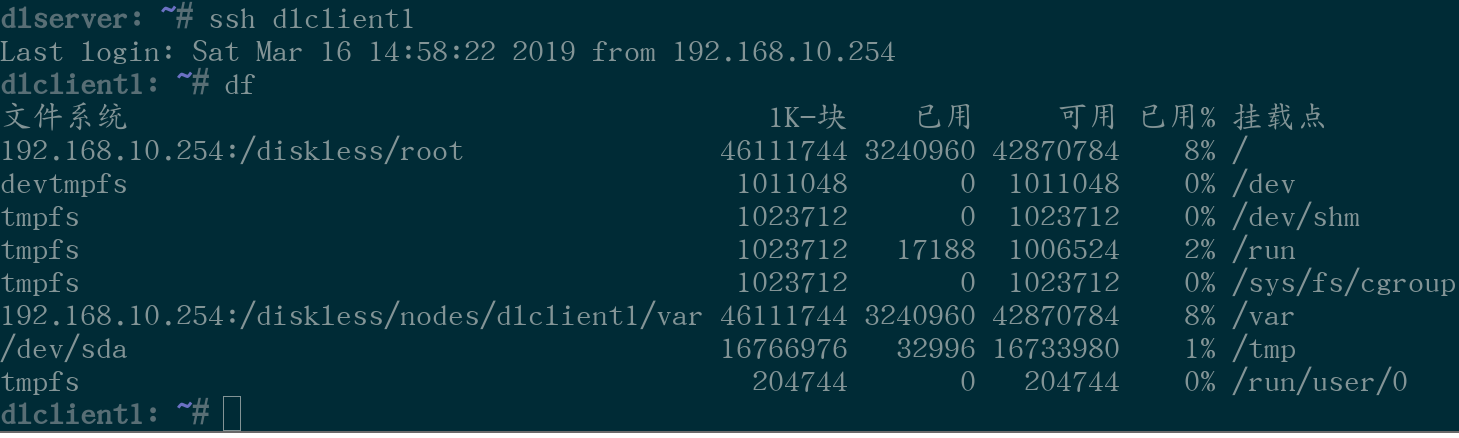 dlserver: ~# ssh dlclient1
Last login: Sat Mar 16 14:58:22 2019 from 192.168.10.254
dlclient1: ~# df
文件系统 1K-块 已用 可用 已用% 挂载点
192.168.10.254:/diskless/root 46111744 3240960 42870784 8% /
devtmpfs 1011048 0 1011048 0% /dev
tmpfs 1023712 0 1023712 0% /dev/shm
tmpfs 1023712 17188 1006524 2% /run
tmpfs 1023712 0 1023712 0% /sys/fs/cgroup
192.168.10.254:/diskless/nodes/dlclient1/var 46111744 3240960 42870784 8% /var
/dev/sda 16766976 32996 16733980 1% /tmp
tmpfs 204744 0 204744 0% /run/user/0
dlclient1: ~#